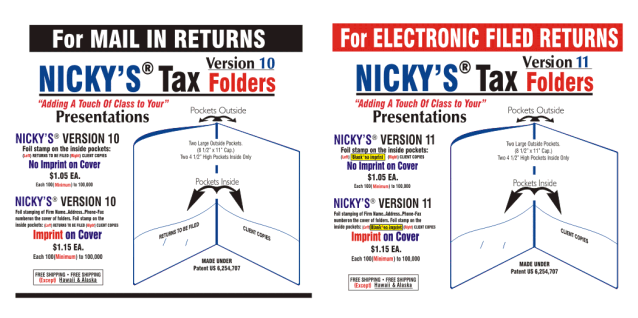 For MAIL IN RETURNS
Version 10
NICKY'S® Tax Folders
"Adding A Touch Of Class to Your"
Presentations
NICKY'S® VERSION 10
Foil stamp on the inside pockets:
(Left) RETURNS TO BE FILED (Right) CLIENT COPIES
No Imprint on Cover
$1.05 EA.
Each 100(Minimum) to 100,000
NICKY'S® VERSION 10
Foil stamping of Firm Name..Address..Phone-Fax
numberon the cover of folders. Foil stamp on the
inside pockets: (Left) RETURNS TO BE FILED (Right) CLIENT COPIES
Imprint on Cover
$1.15 EA.
Each 100(Minimum) to 100,000
FREE SHIPPING • FREE SHIPPING
(Except) Hawaii & Alaska
Pockets Outside
Two Large Outside Pockets.
(8 1/2" x 11" Cap.)
Two 4 1/2" High Pockets Inside Only
Pockets Inside
RETURNS TO BE FILED
CLIENT COPIES
MADE UNDER
Patent US 6,254,707
For ELECTRONIC FILED RETURNS
Version 11
NICKY'S® Tax Folders
"Adding A Touch Of Class to Your"
Presentations
NICKY'S® VERSION 11
Foil stamp on the inside pockets:
(Left) Blank "no imprint (Right) CLIENT COPIES
No Imprint on Cover
$1.05 EA.
Each 100(Minimum) to 100,000
NICKY'S® VERSION 11
Foil stamping of Firm Name..Address..Phone-Fax
numberon the cover of folders. Foil stamp on the
inside pockets: (Left) Blank "no imprint (Right) CLIENT COPIES
Imprint on Cover
$1.15 EA.
Each 100(Minimum) to 100,000
FREE SHIPPING • FREE SHIPPING
(Except) Hawaii & Alaska
Pockets Outside
Two Large Outside Pockets.
(8 1/2" x 11" Cap.)
Two 4 1/2" High Pockets Inside Only
Pockets Inside
CLIENT COPIES
MADE UNDER
Patent US 6,254,707